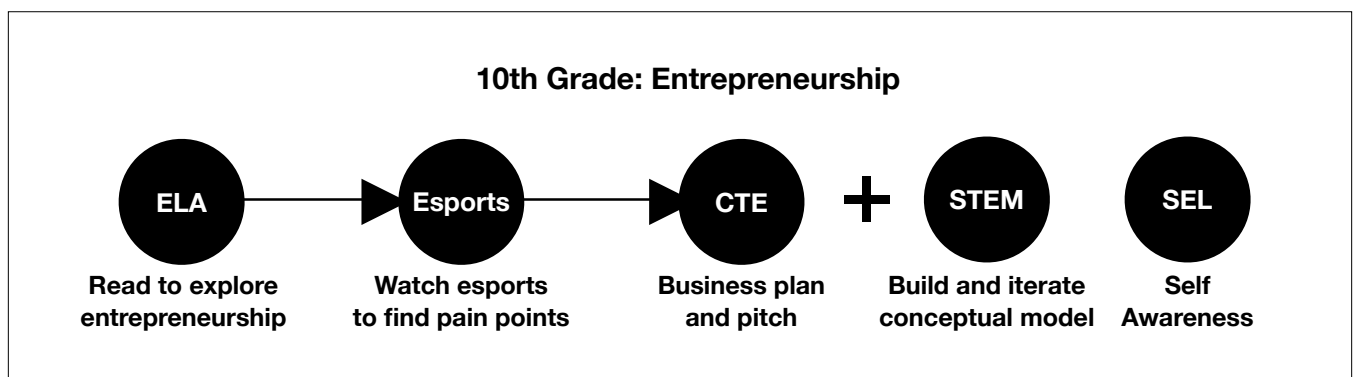 10th Grade: Entrepreneurship
ELA
Esports
CTE
+
STEM
SEL
Read to explore
entrepreneurship
Watch esports
to find pain points
Business plan
and pitch
Build and iterate
conceptual model
Self
Awareness